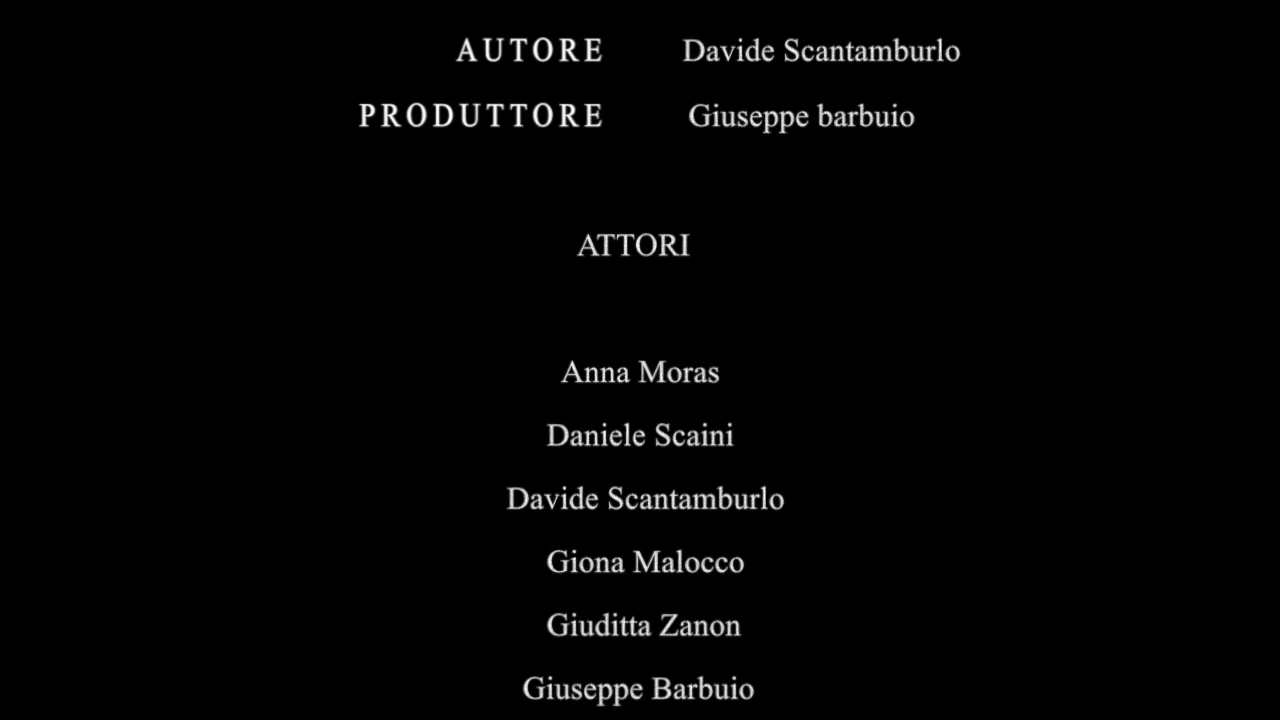 AUTORE Davide Scantamburlo
PRODUTTORE Giuseppe barbuio
ATTORI
Anna Moras
Daniele Scaini
Davide Scantamburlo
Giona Malocco
Giuditta Zanon
Giuseppe Barbuio